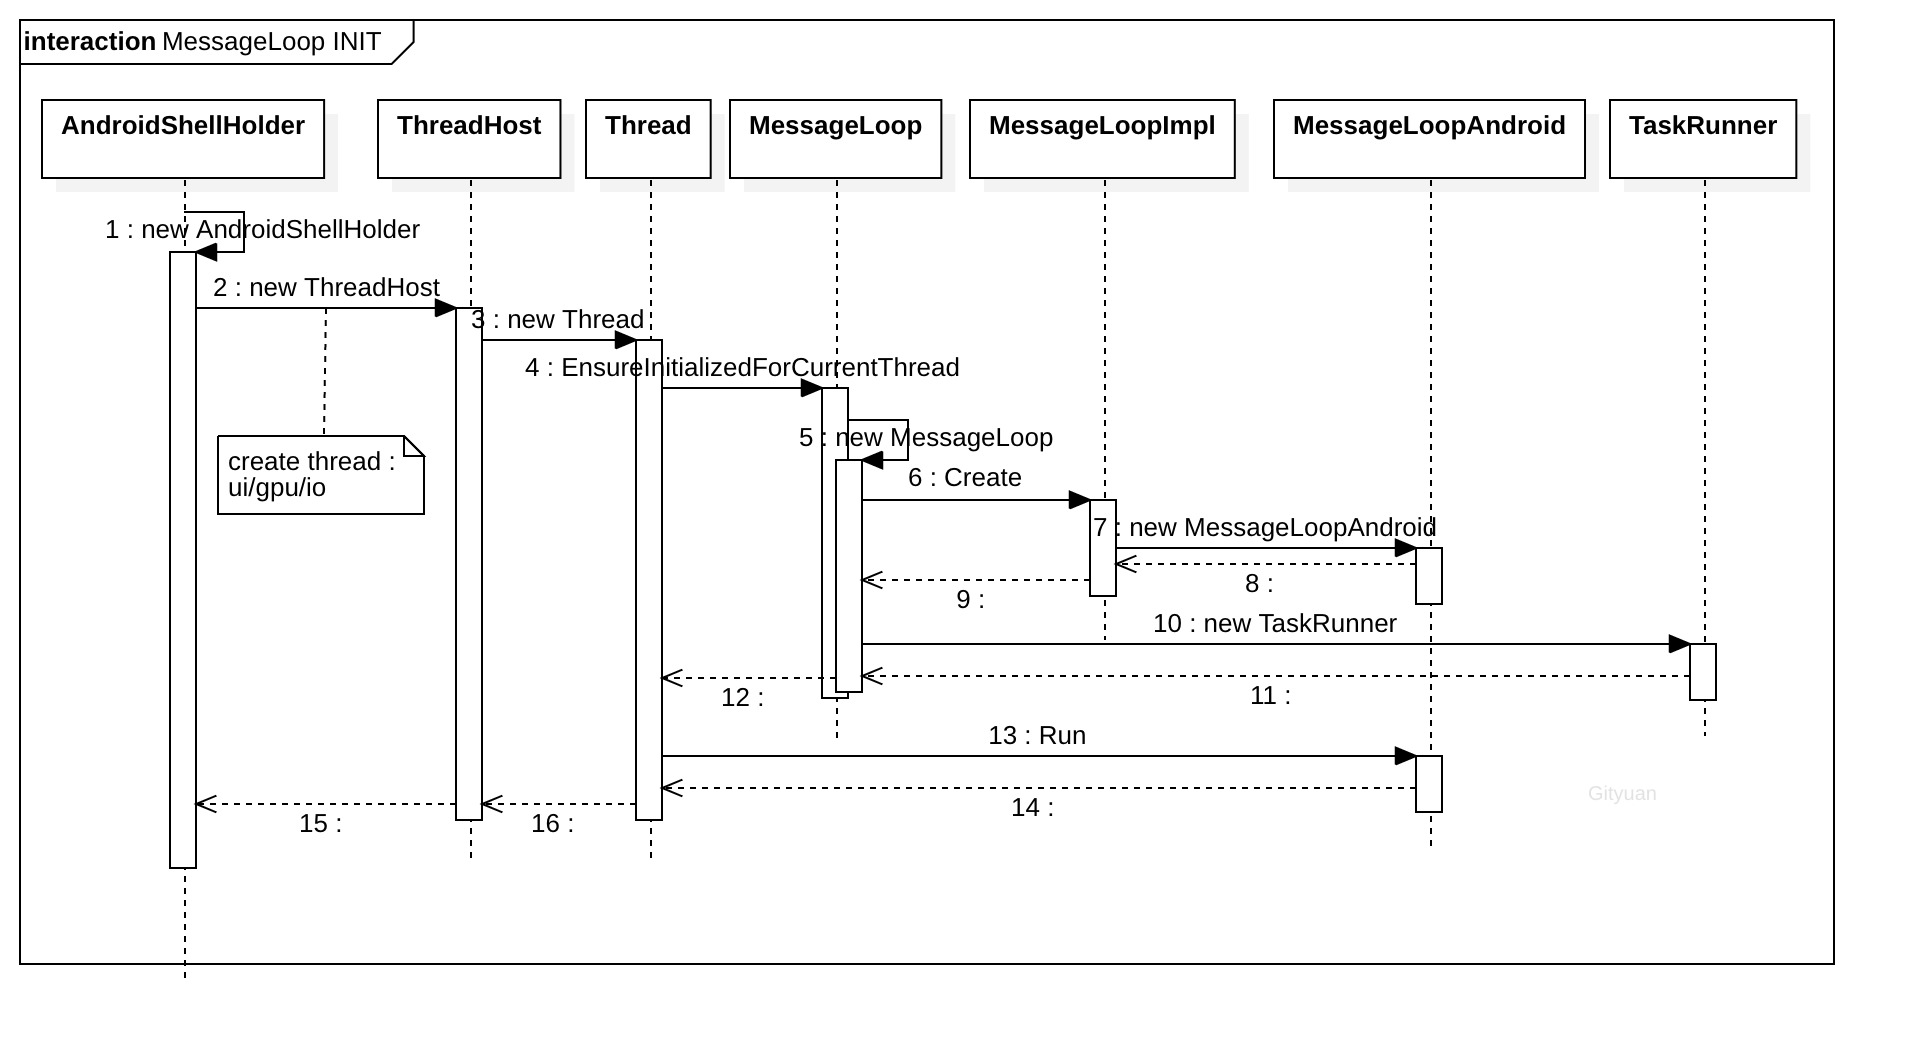 interaction MessageLoop INIT
AndroidShellHolder
ThreadHost
Thread
MessageLoop
MessageLoopImpl
MessageLoopAndroid
TaskRunner
1 : new AndroidShellHolder
2 : new ThreadHost
3 : new Thread
4 : EnsureInitializedForCurrentThread
5 : new MessageLoop
create thread :
ui/gpu/io
6 : Create
7 : new MessageLoopAndroid
8 :
9 :
10 : new TaskRunner
11 :
12 :
13 : Run
14 :
Gityuan
15 :
16 :